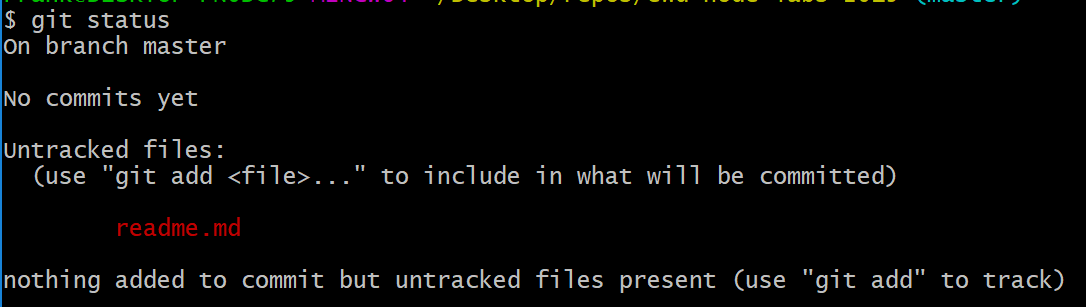 $ git status
On branch master
No commits yet
Untracked files:
(use "git add <file>..." to include in what will be committed)
readme.md
nothing added to commit but untracked files present (use "git add" to track)